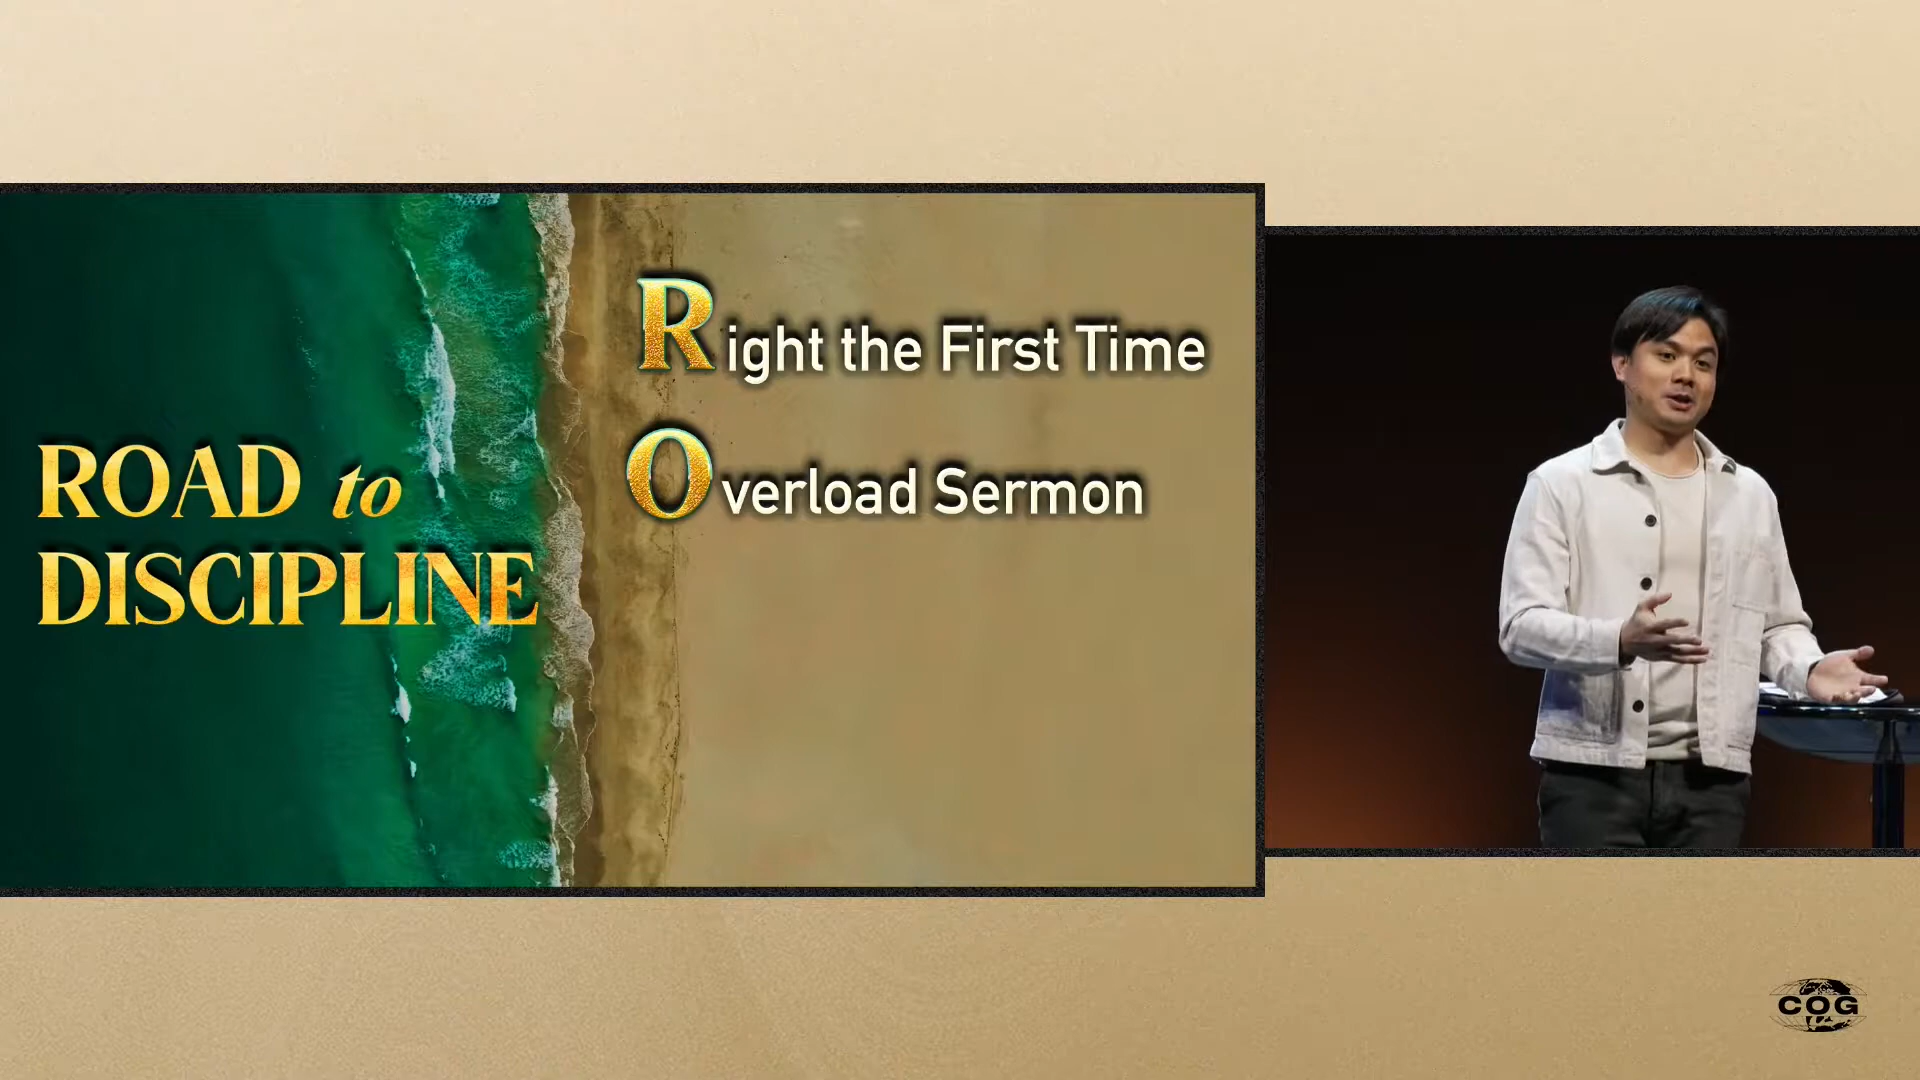 ROAD to
DISCIPLINE
Right the First Time
Overload Sermon
COG